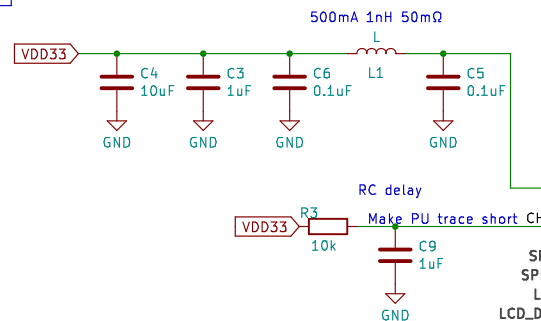 500mA 1nH 50mΩ
L
VDD33
C4
10uF
C3
1uF
C6
0.1uF
L1
C5
0.1uF
GND
GND
GND
GND
RC delay
R3
VDD33
Make PU trace short
10k
C9
1uF
GND
LCD_D